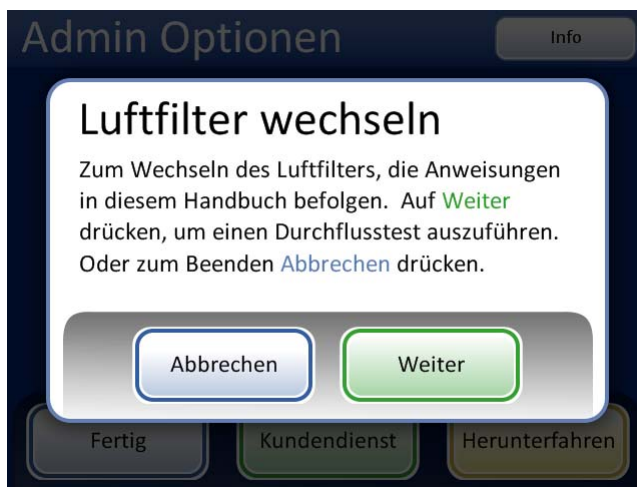 Admin Optionen
Info
Luftfilter wechseln
Zum Wechseln des Luftfilters, die Anweisungen
in diesem Handbuch befolgen. Auf Weiter
drücken, um einen Durchflusstest auszuführen.
Oder zum Beenden Abbrechen drücken.
Abbrechen
Weiter
Fertig
Kundendienst
Herunterfahren